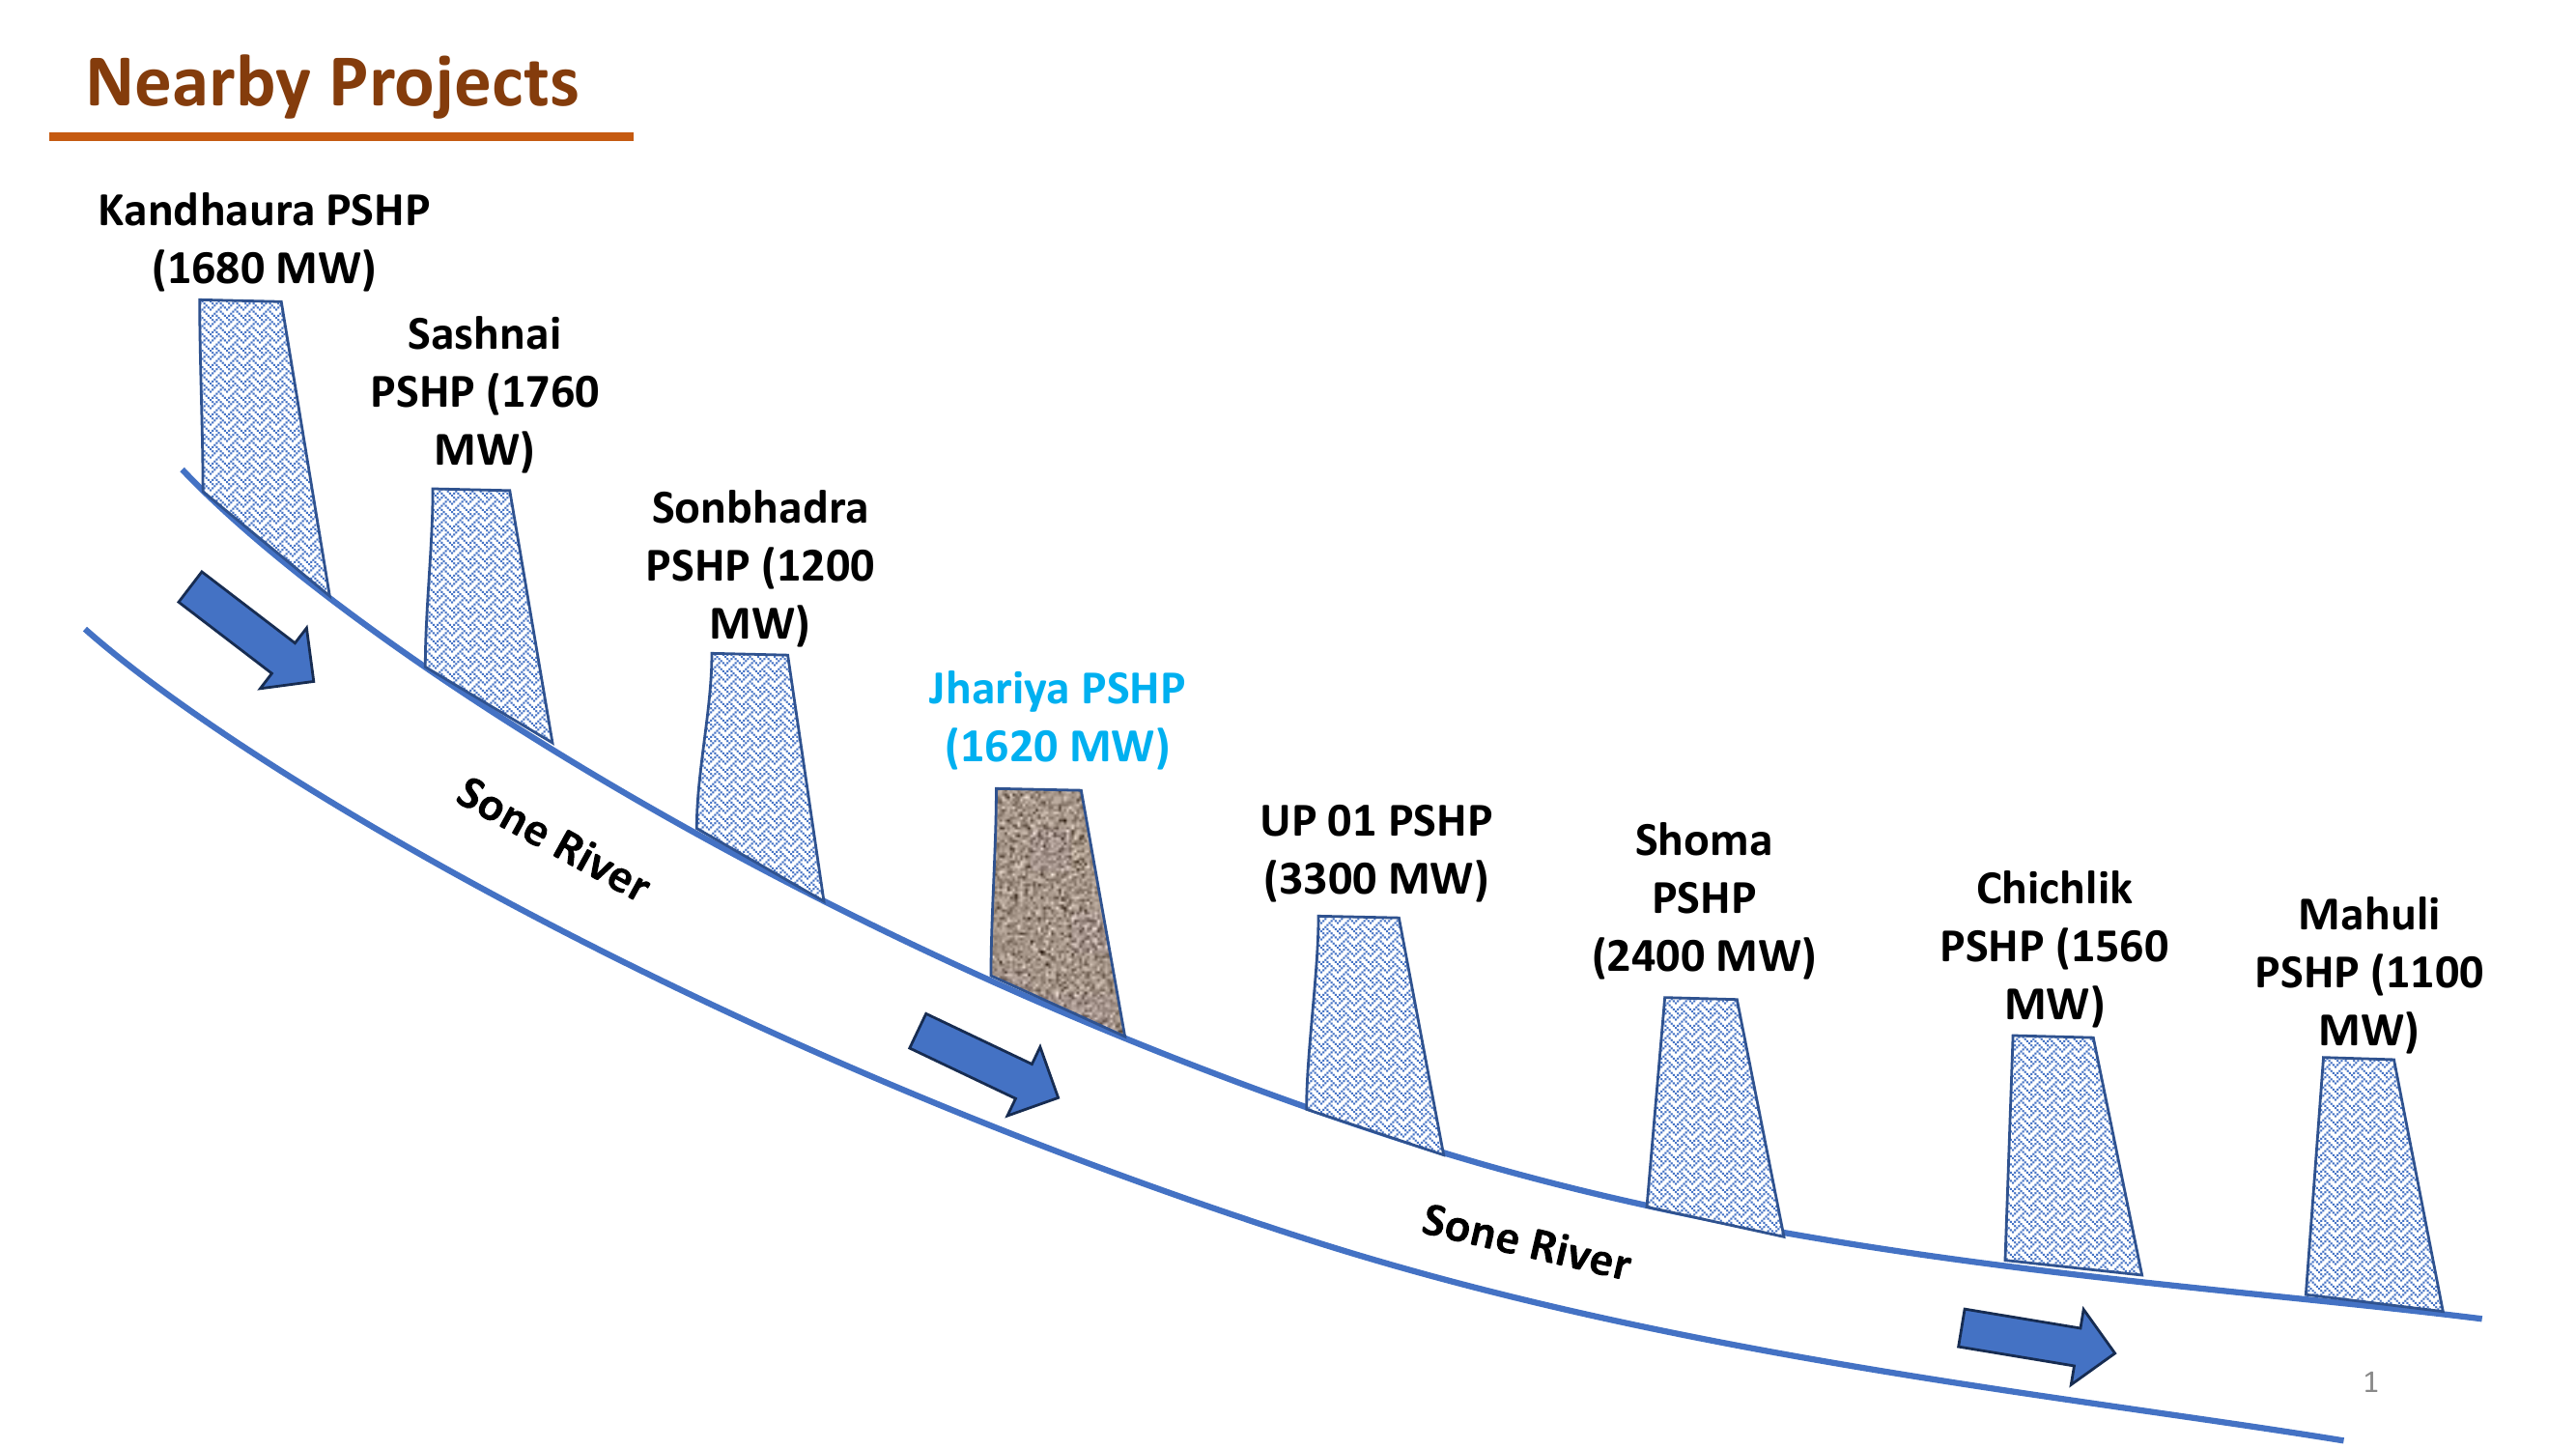 Nearby Projects
Kandhaura PSHP
(1680 MW)
Sashnai
PSHP (1760
MW)
Sonbhadra
PSHP (1200
MW)
Jhariya PSHP
(1620 MW)
UP 01 PSHP
(3300 MW)
Shoma
PSHP
(2400 MW)
Chichlik
PSHP (1560
MW)
Mahuli
PSHP (1100
MW)
Sone River
Sone River
1